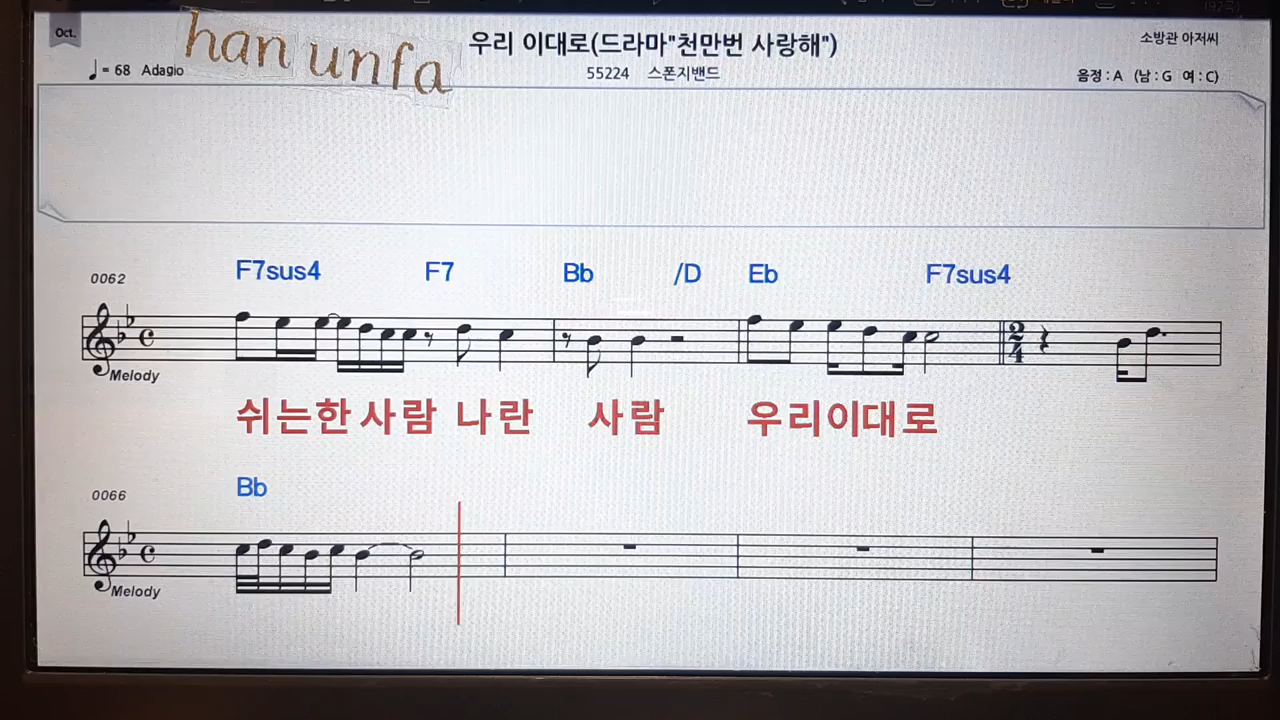 Oct.
han unfa
우리 이대로(드라마"천만번 사랑해")
소방관 아저씨
♩= 68 Adagio
55224 스폰지밴드
음정 : A (남 : G 여 : C)
0062 F7sus4 F7 Bb /D Eb F7sus4
2/4
Melody
쉬는한 사람 나란 사람 우리이대로
0066 Bb
Melody